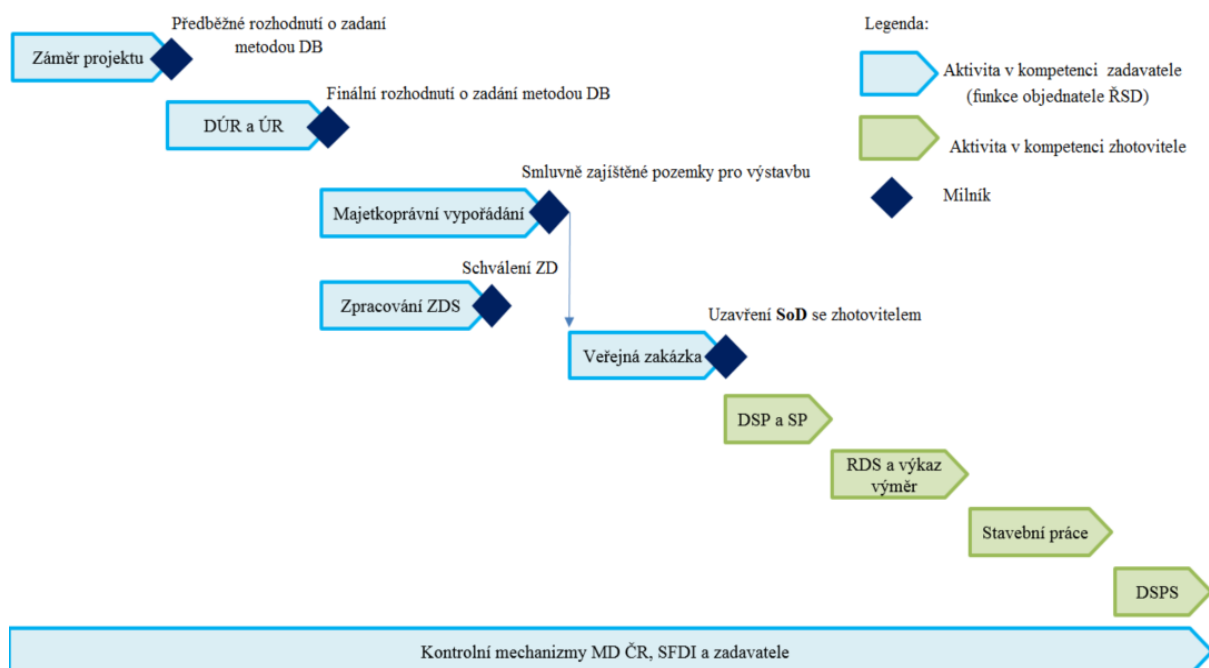 Předběžné rozhodnutí o zadaní
metodou DB
Záměr projektu
Finální rozhodnutí o zadání metodou DB
DÚR a ÚR
Smluvně zajíštěné pozemky pro výstavbu
Majetkoprávní vypořádání
Schválení ZD
Zpracování ZDS
Uzavření SoD se zhotovitelem
Veřejná zakázka
DSP a SP
RDS a výkaz
výměr
Stavební práce
DSPS
Kontrolní mechanizmy MD ČR, SFDI a zadavatele
Legenda:
Aktivita v kompetenci zadavatele
(funkce objednatele ŘSD)
Aktivita v kompetenci zhotovitele
Milník